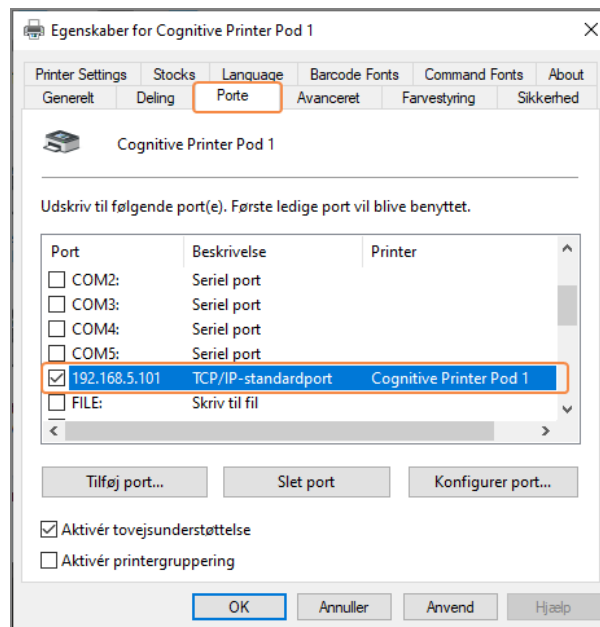 Egenskaber for Cognitive Printer Pod 1
Printer Settings Stocks Language Barcode Fonts Command Fonts About
Generelt Deling Porte Avanceret Farvestyring Sikkerhed
Cognitive Printer Pod 1
Udskriv til følgende port(e). Første ledige port vil blive benyttet.
Port Beskrivelse Printer
COM2: Seriel port
COM3: Seriel port
COM4: Seriel port
COM5: Seriel port
192.168.5.101 TCP/IP-standardport Cognitive Printer Pod 1
FILE: Skriv til fil
Tilføj port... Slet port Konfigurer port...
Aktivér tovejsunderstøttelse
Aktivér printergruppering
OK Annuller Anvend Hjælp